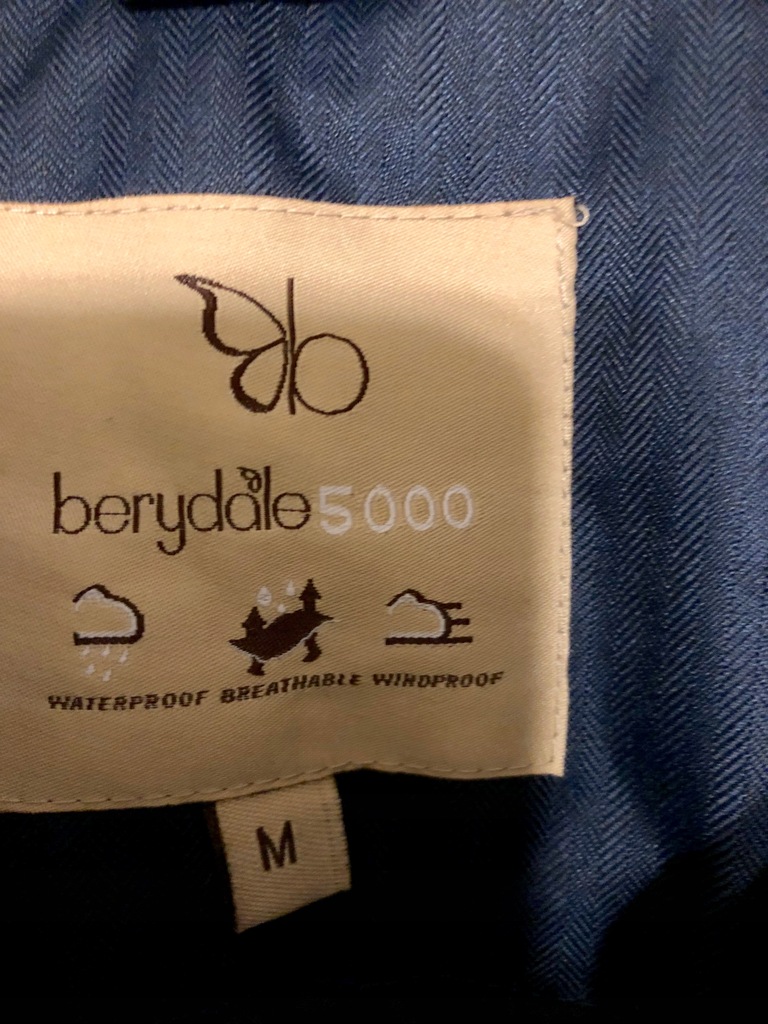 b
berydale5000
WATERPROOF BREATHABLE WINDPROOF
M